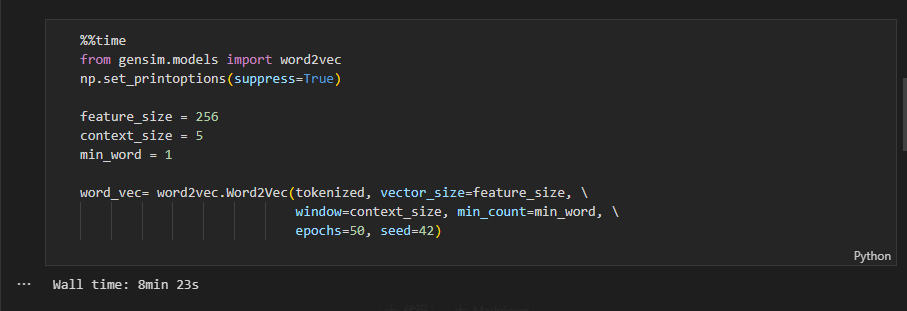 %%time
from gensim.models import word2vec
np.set_printoptions(suppress=True)
feature_size = 256
context_size = 5
min_word = 1
word_vec= word2vec.Word2Vec(tokenized, vector_size=feature_size, \
window=context_size, min_count=min_word, \
epochs=50, seed=42)
Python
... Wall time: 8min 23s